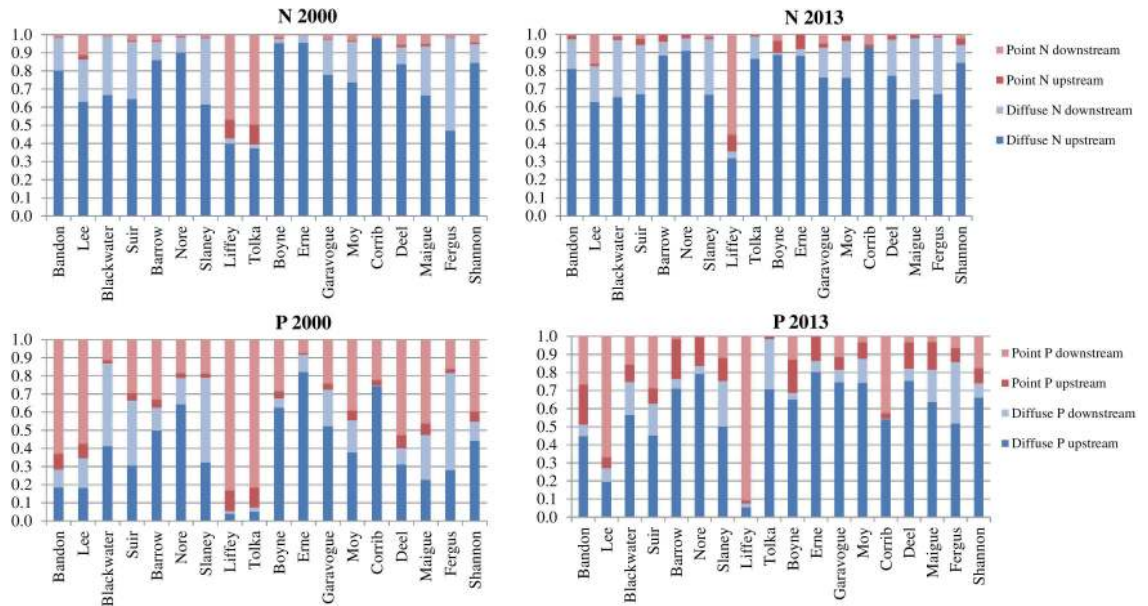 N 2000
1.0
0.9
0.8
0.7
0.6
0.5
0.4
0.3
0.2
0.1
0.0
Bandon
Lee
Blackwater
Suir
Barrow
Nore
Slaney
Liffey
Tolka
Boyne
Erne
Garavogue
Moy
Corrib
Deel
Maigue
Fergus
Shannon
N 2013
1.0
0.9
0.8
0.7
0.6
0.5
0.4
0.3
0.2
0.1
0.0
Bandon
Lee
Blackwater
Suir
Barrow
Nore
Slaney
Liffey
Tolka
Boyne
Erne
Garavogue
Moy
Corrib
Deel
Maigue
Fergus
Shannon
Point N downstream
Point N upstream
Diffuse N downstream
Diffuse N upstream
P 2000
1.0
0.9
0.8
0.7
0.6
0.5
0.4
0.3
0.2
0.1
0.0
Bandon
Lee
Blackwater
Suir
Barrow
Nore
Slaney
Liffey
Tolka
Boyne
Erne
Garavogue
Moy
Corrib
Deel
Maigue
Fergus
Shannon
P 2013
1.0
0.9
0.8
0.7
0.6
0.5
0.4
0.3
0.2
0.1
0.0
Bandon
Lee
Blackwater
Suir
Barrow
Nore
Slaney
Liffey
Tolka
Boyne
Erne
Garavogue
Moy
Corrib
Deel
Maigue
Fergus
Shannon
Point P downstream
Point P upstream
Diffuse P downstream
Diffuse P upstream